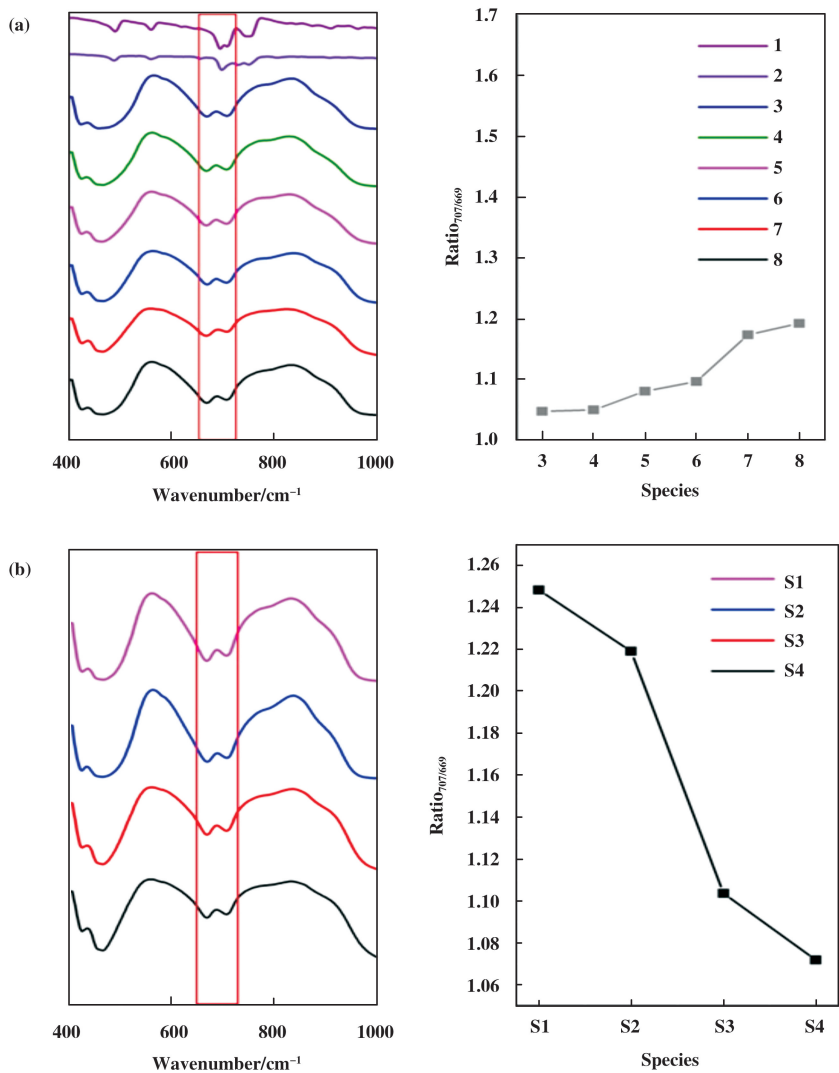 (a)
400 600 800 1000
Wavenumber/cm⁻¹
1.7
1.6
1.5
1.4
1.3
1.2
1.1
1.0
Ratio707/669
1
2
3
4
5
6
7
8
3 4 5 6 7 8
Species
(b)
400 600 800 1000
Wavenumber/cm⁻¹
1.26
1.24
1.22
1.20
1.18
1.16
1.14
1.12
1.10
1.08
1.06
Ratio707/669
S1
S2
S3
S4
S1 S2 S3 S4
Species